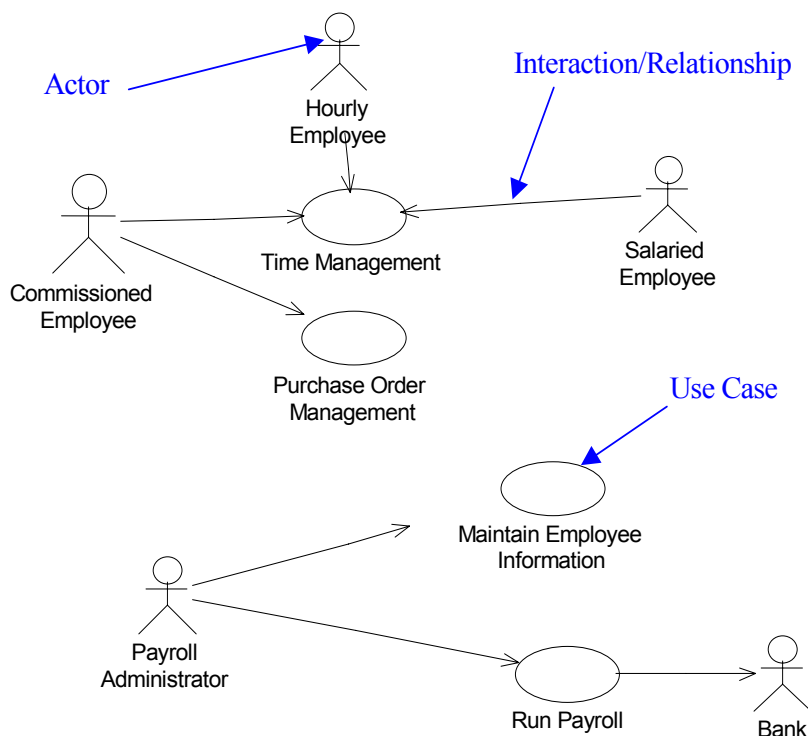 Actor
Hourly
Employee
Interaction/Relationship
Commissioned
Employee
Time Management
Salaried
Employee
Purchase Order
Management
Use Case
Maintain Employee
Information
Payroll
Administrator
Run Payroll
Bank